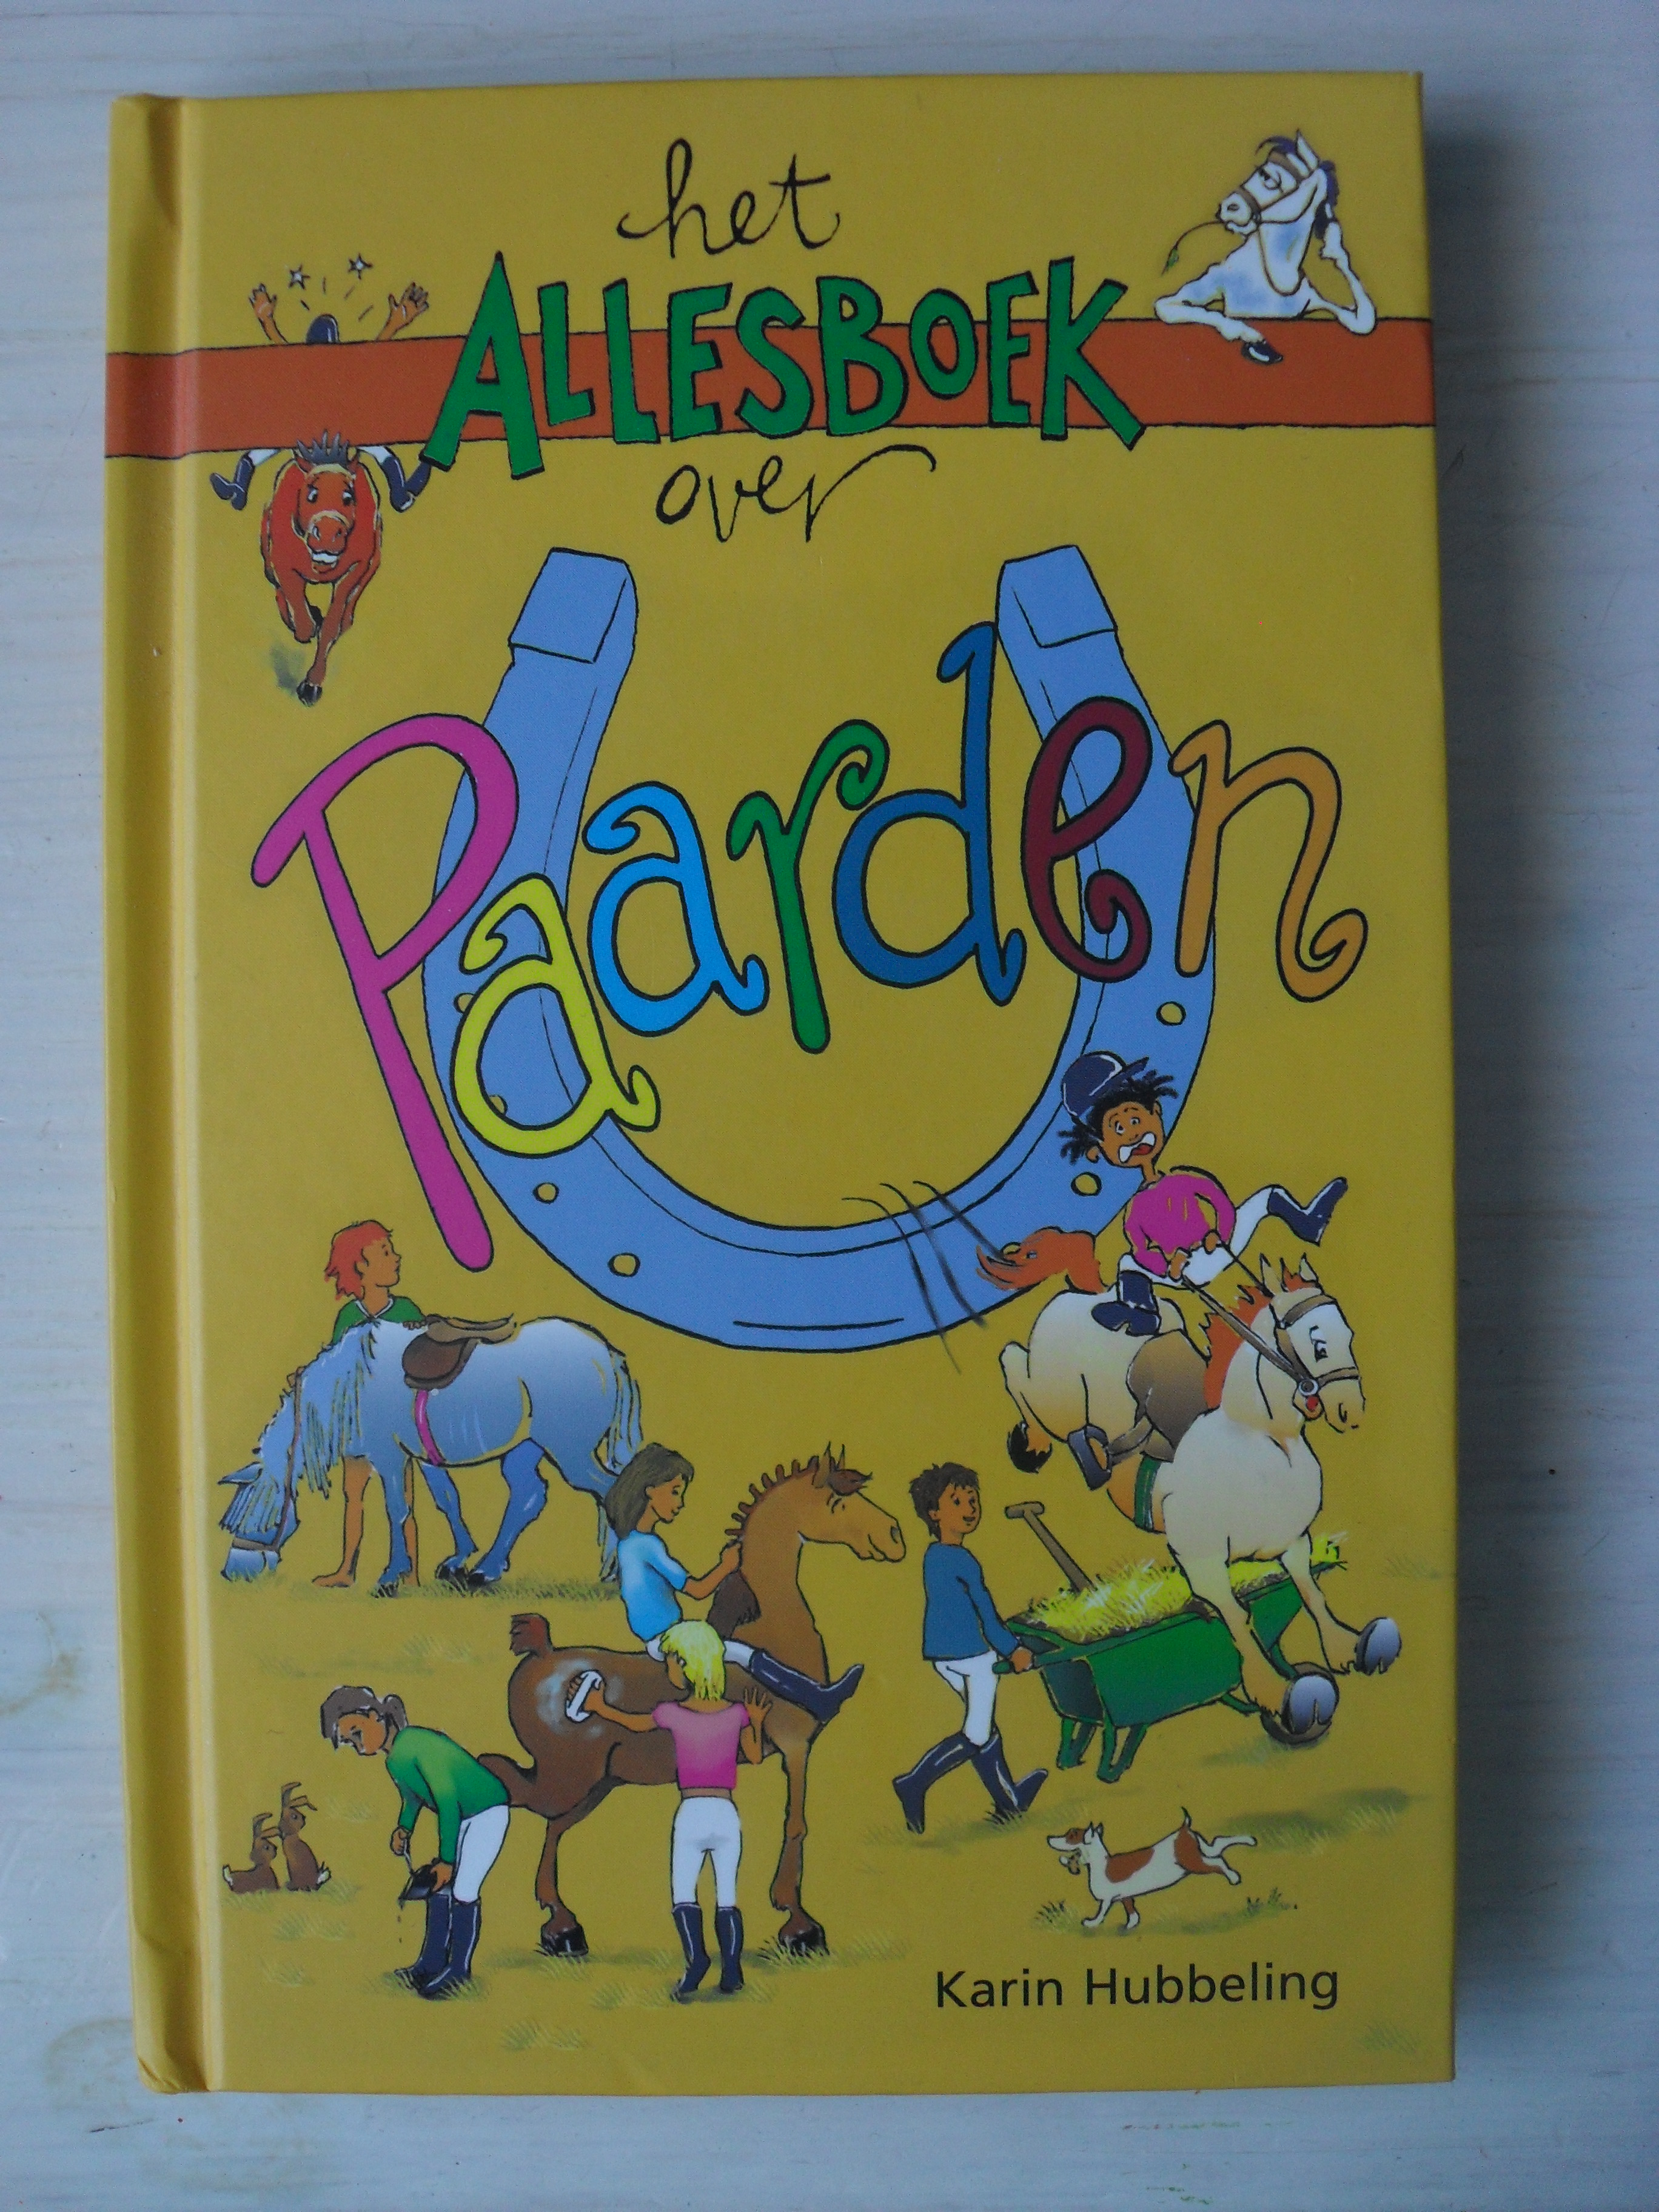 het
ALLESBOEK
over
Paarden
Karin Hubbeling